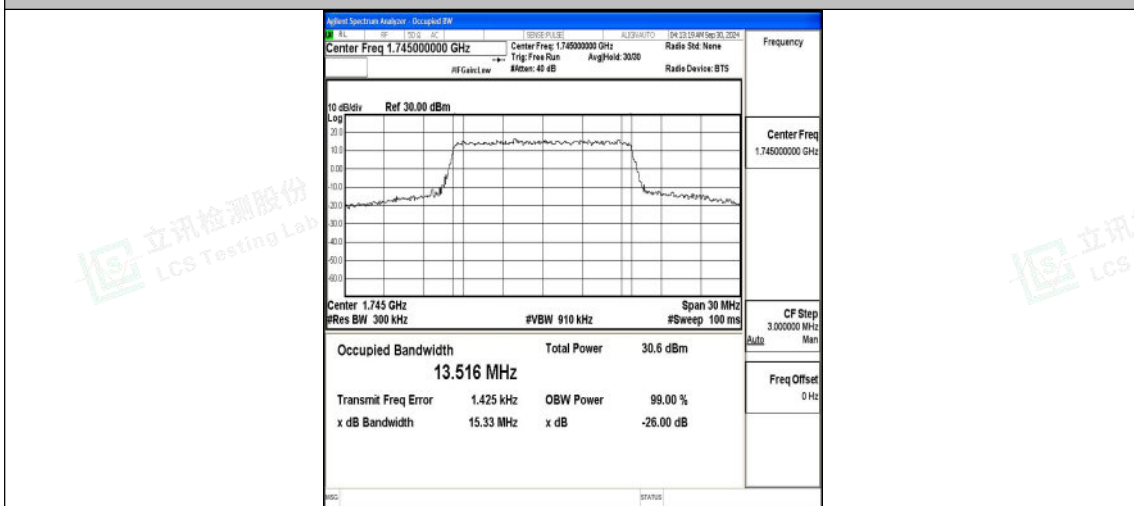 Agilent Spectrum Analyzer - Occupied BW
RL RF 50 Ω AC SENSE:PULSE ALIGNAUTO 04:13:19 AM Sep 30, 2024
Center Freq 1.745000000 GHz
Center Freq: 1.745000000 GHz
Radio Std: None
Trig: Free Run Avg|Hold: 30/30
#IFGain:Low #Atten: 40 dB Radio Device: BTS
Frequency
10 dB/div Ref 30.00 dBm
Log
20.0
10.0
0.00
-10.0
-20.0
-30.0
-40.0
-50.0
-60.0
Center 1.745 GHz Span 30 MHz
#Res BW 300 kHz #VBW 910 kHz #Sweep 100 ms
Occupied Bandwidth Total Power 30.6 dBm
13.516 MHz
Transmit Freq Error 1.425 kHz OBW Power 99.00 %
x dB Bandwidth 15.33 MHz x dB -26.00 dB
Center Freq
1.745000000 GHz
CF Step
3.000000 MHz
Auto Man
Freq Offset
0 Hz
MSG STATUS
立讯检测股份
LCS Testing Lab
立讯
LCS